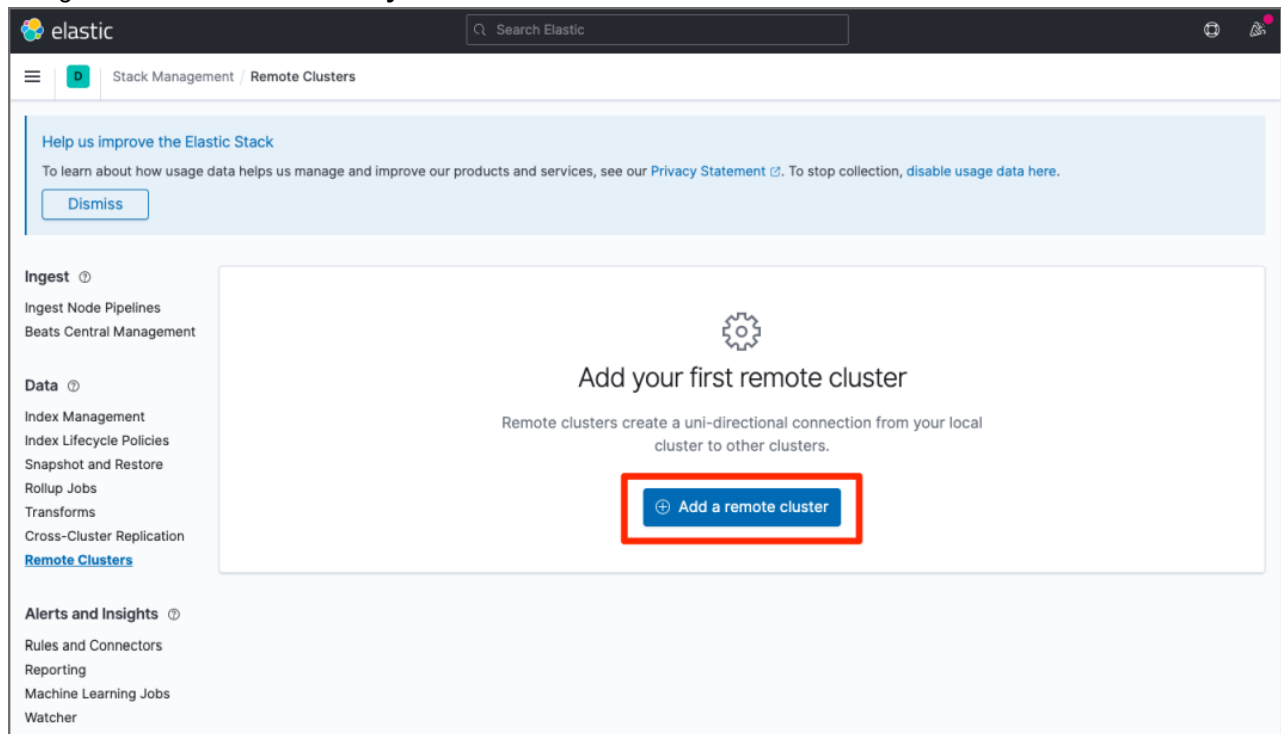 elastic
Search Elastic
D
Stack Management / Remote Clusters
Help us improve the Elastic Stack
To learn about how usage data helps us manage and improve our products and services, see our Privacy Statement. To stop collection, disable usage data here.
Dismiss
Ingest
Ingest Node Pipelines
Beats Central Management
Data
Index Management
Index Lifecycle Policies
Snapshot and Restore
Rollup Jobs
Transforms
Cross-Cluster Replication
Remote Clusters
Alerts and Insights
Rules and Connectors
Reporting
Machine Learning Jobs
Watcher
Add your first remote cluster
Remote clusters create a uni-directional connection from your local
cluster to other clusters.
Add a remote cluster